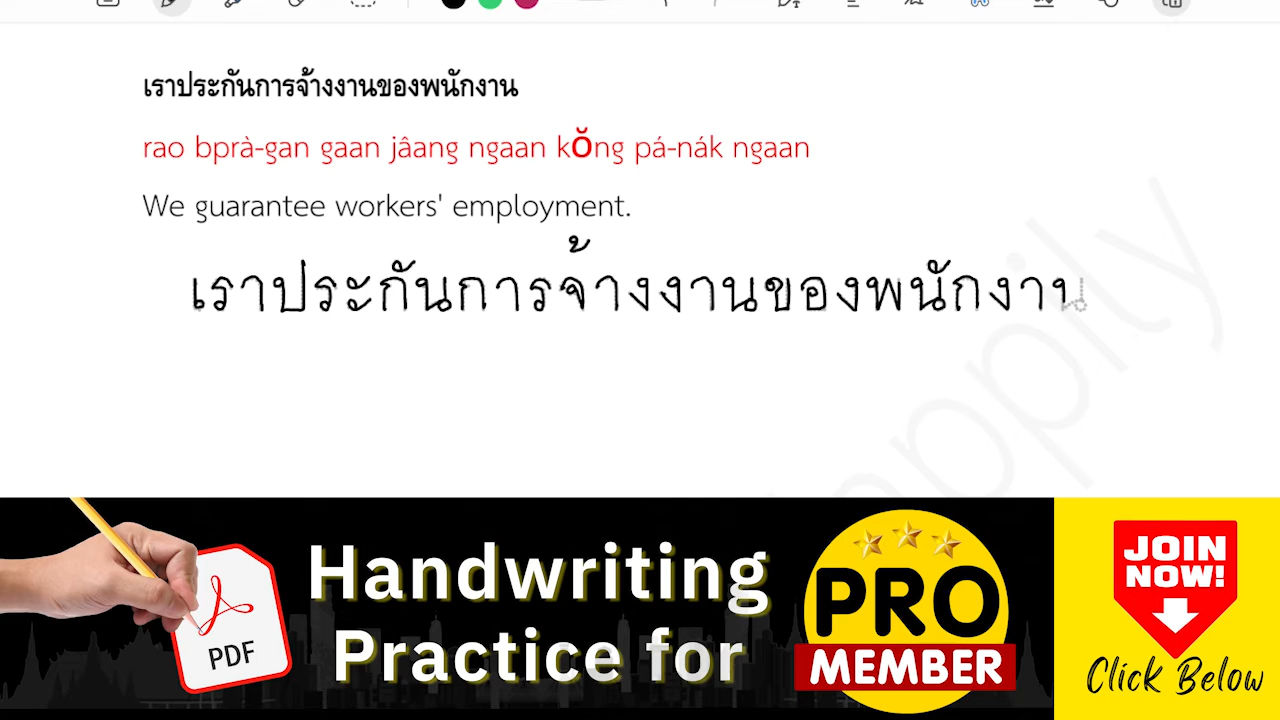 เราประกันการจ้างงานของพนักงาน
rao bprà-gan gaan jâang ngaan kŎng pá-nák ngaan
We guarantee workers' employment.
เราประกันการจ้างงานของพนักงาน
Handwriting
Practice for
PDF
PRO
MEMBER
JOIN
NOW!
Click Below